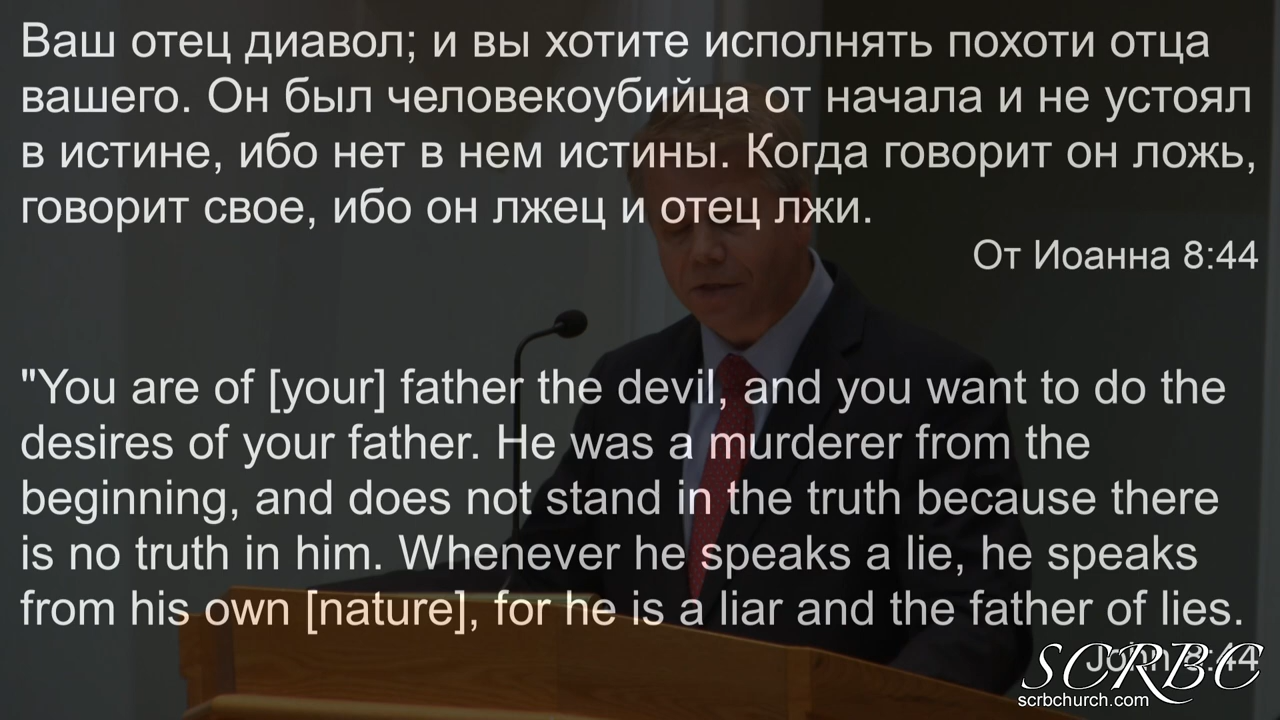 Ваш отец диавол; и вы хотите исполнять похоти отца
вашего. Он был человекоубийца от начала и не устоял
в истине, ибо нет в нем истины. Когда говорит он ложь,
говорит свое, ибо он лжец и отец лжи.
От Иоанна 8:44
"You are of [your] father the devil, and you want to do the
desires of your father. He was a murderer from the
beginning, and does not stand in the truth because there
is no truth in him. Whenever he speaks a lie, he speaks
from his own [nature], for he is a liar and the father of lies.
John 8:44
SCRBC
scrbchurch.com